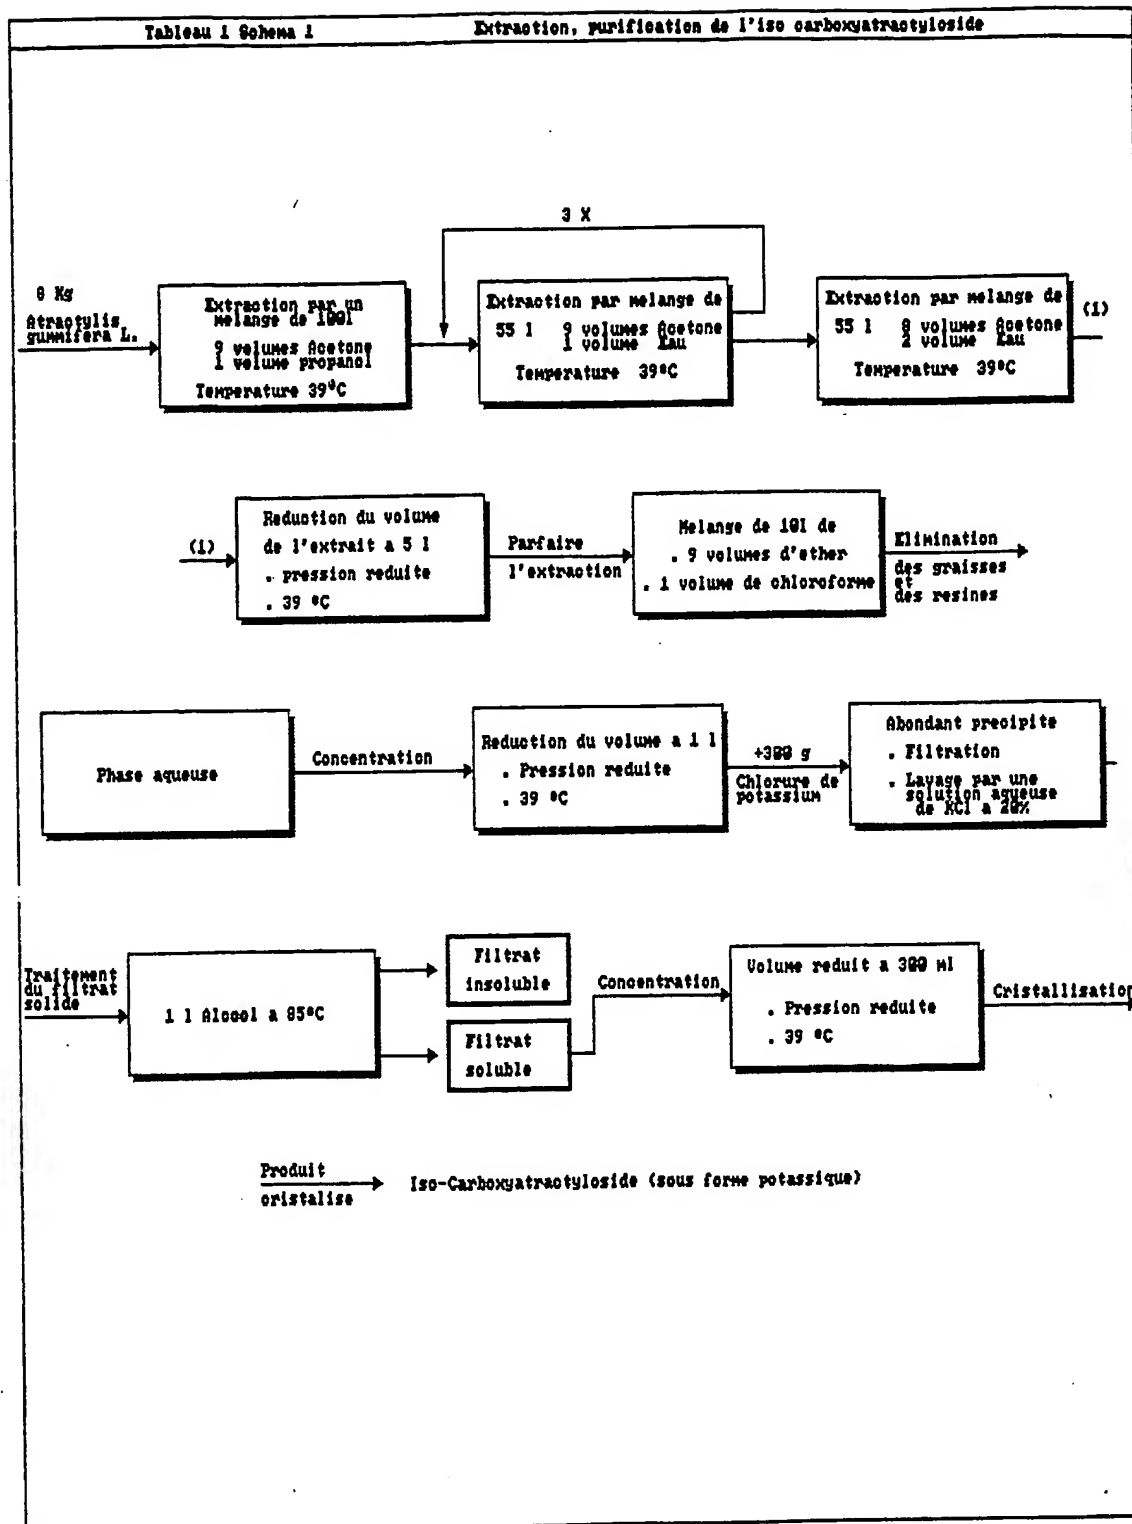 Tableau 1 Schema 1
Extraction, purification de l'iso carboxyatractyloside
3 X
8 Kg
Atractylis
gummifera L.
Extraction par un
melange de 100l
9 volumes Acetone
1 volume propanol
Temperature 39°C
Extraction par melange de
55 l 9 volumes Acetone
1 volume Eau
Temperature 39°C
Extraction par melange de
55 l 8 volumes Acetone
2 volume Eau
Temperature 39°C
(1)
(1)
Reduction du volume
de l'extrait a 5 l
. pression reduite
. 39 °C
Parfaire
l'extraction
Melange de 10l de
. 9 volumes d'ether
. 1 volume de chloroforme
Elimination
des graisses
et
des resines
Phase aqueuse
Concentration
Reduction du volume a 1 l
. Pression reduite
. 39 °C
+300 g
Chlorure de
potassium
Abondant precipite
. Filtration
. Lavage par une
solution aqueuse
de KCl a 20%
Traitement
du filtrat
solide
1 l Alcool a 85°C
Filtrat
insoluble
Filtrat
soluble
Concentration
Volume reduit a 300 ml
. Pression reduite
. 39 °C
Cristallisation
Produit
cristalise
Iso-Carboxyatractyloside (sous forme potassique)